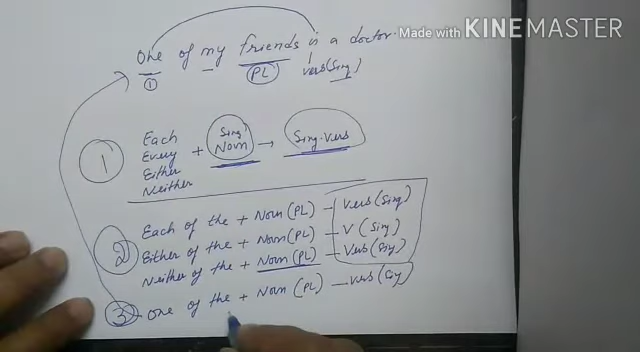 Made with KINEMASTER
One of my friends is a doctor.
(1) (PL) verb (Sing)
Each
Every
Either
Neither
1 + Sing Noun → Sing. Verb
2 Each of the + Noun (PL) - Verb (Sing)
Either of the + Noun (PL) - V (Sing)
Neither of the + Noun (PL) - Verb (Sing)
3 - One of the + Noun (PL) - Verb (Sing)